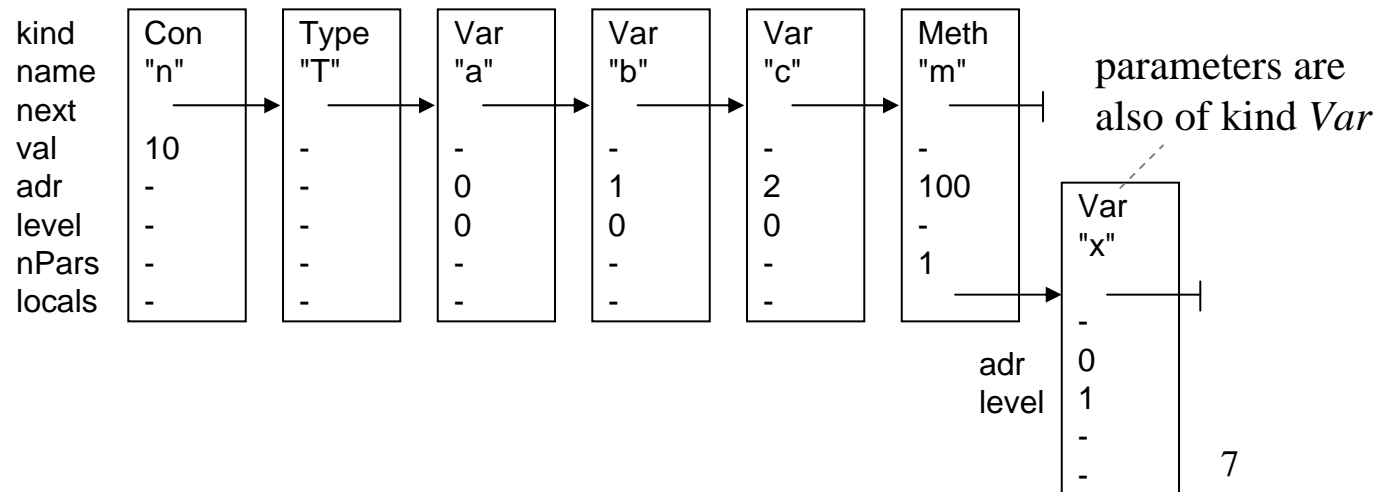 kind Con Type Var Var Var Meth
name "n" "T" "a" "b" "c" "m"
next
parameters are
also of kind Var
val 10 - - - - -
adr - - 0 1 2 100
level - - 0 0 0 -
nPars - - - - - 1
locals - - - - -
Var
"x"
-
adr 0
level 1
-
-
7